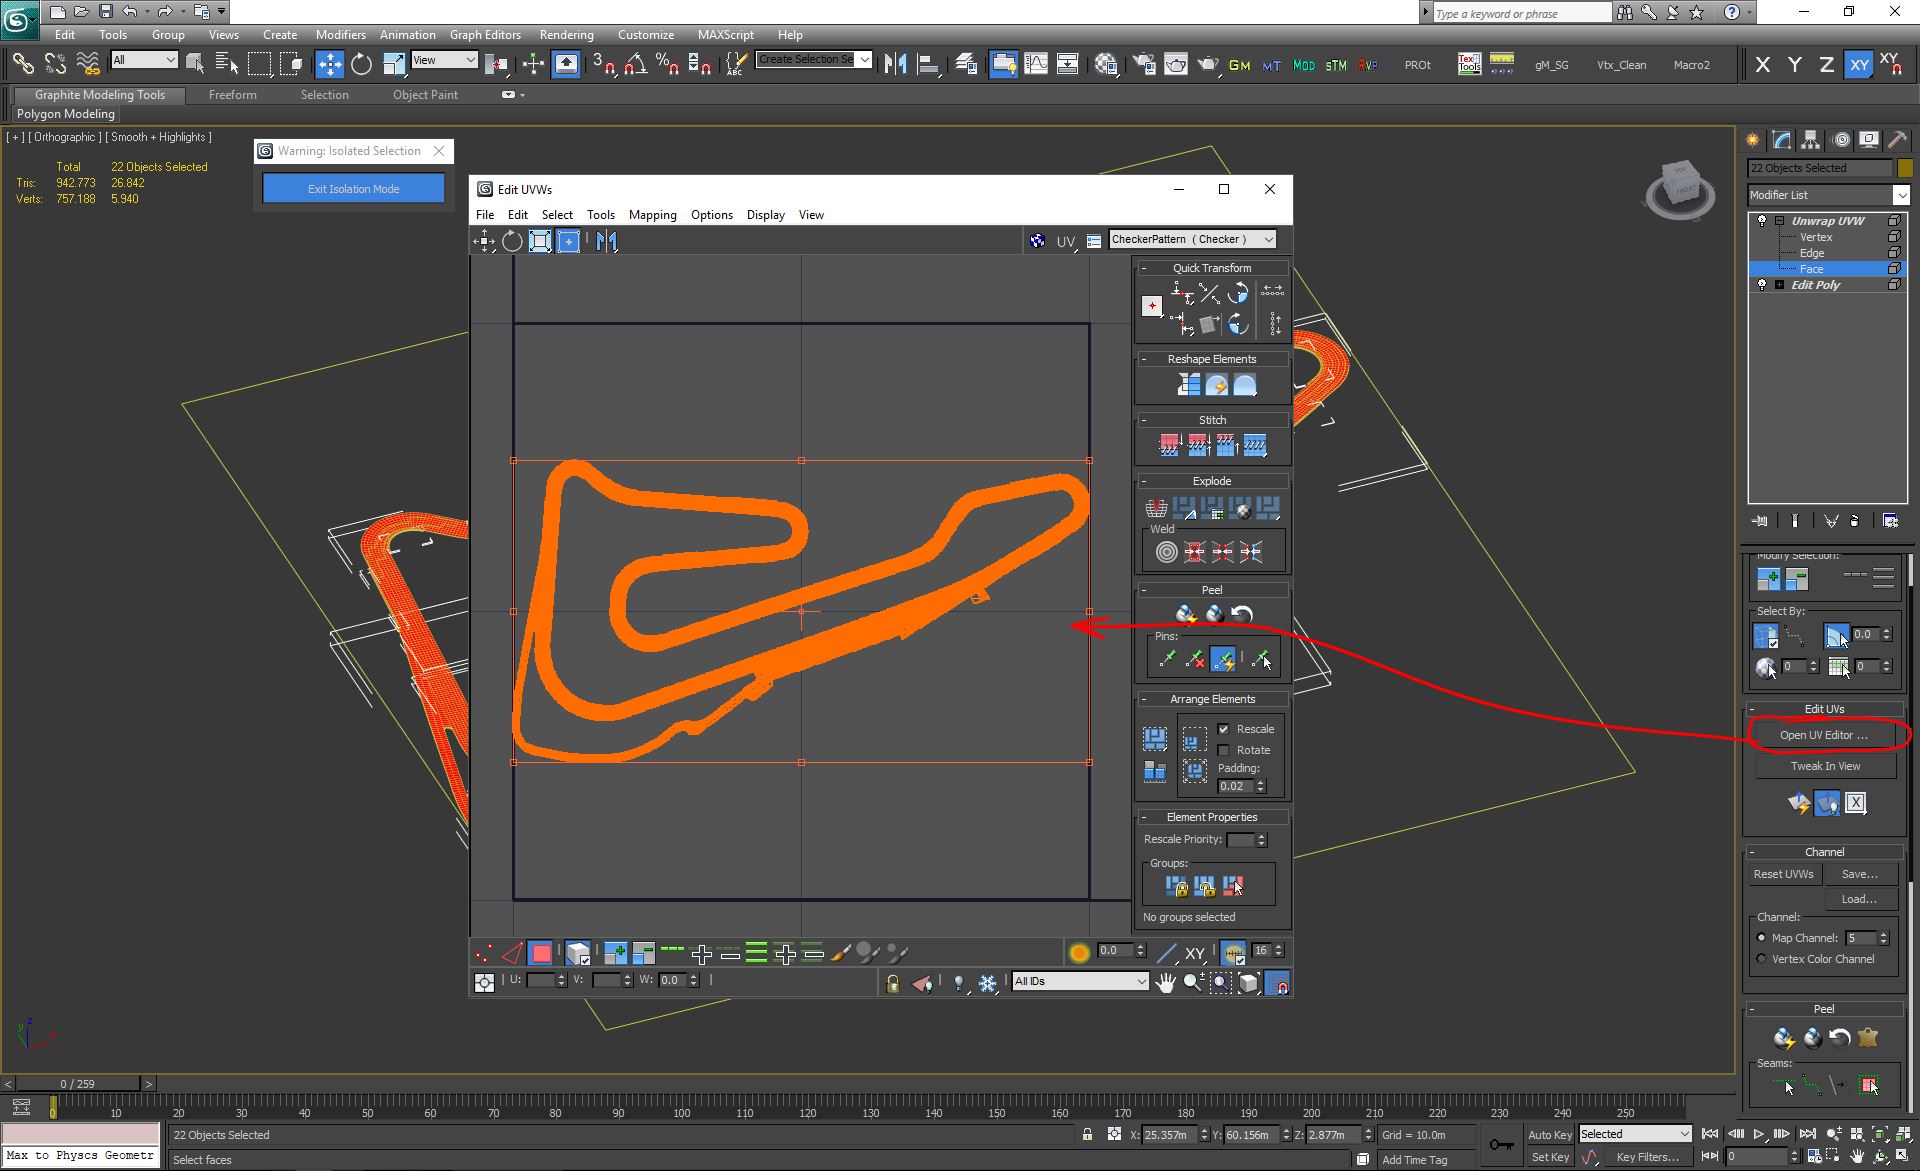 Type a keyword or phrase
Edit Tools Group Views Create Modifiers Animation Graph Editors Rendering Customize MAXScript Help
All View 3 Create Selection Se GM MT MOD sTM RVP PROt TexTools gM_SG Vtx_Clean Macro2 X Y Z XY XY
Graphite Modeling Tools Freeform Selection Object Paint
Polygon Modeling
[ + ] [ Orthographic ] [ Smooth + Highlights ]
Total 22 Objects Selected
Tris: 942.773 26.842
Verts: 757.188 5.940
Warning: Isolated Selection
Exit Isolation Mode
Edit UVWs
File Edit Select Tools Mapping Options Display View
UV CheckerPattern ( Checker )
Quick Transform
Reshape Elements
Stitch
Explode
Weld
Peel
Pins:
Arrange Elements
Rescale
Rotate
Padding:
0.02
Element Properties
Rescale Priority:
Groups:
No groups selected
0.0 XY 16
U: V: W: 0.0 All IDs
TOP
FRONT
22 Objects Selected
Modifier List
Unwrap UVW
Vertex
Edge
Face
Edit Poly
Modify Selection:
Select By:
0.0
0 0
Edit UVs
Open UV Editor ...
Tweak In View
X
Channel
Reset UVWs Save...
Load...
Channel:
Map Channel: 5
Vertex Color Channel
Peel
Seams:
z
y
x
< 0 / 259 >
0 10 20 30 40 50 60 70 80 90 100 110 120 130 140 150 160 170 180 190 200 210 220 230 240 250
22 Objects Selected X: 25.357m Y: 60.156m Z: 2.877m Grid = 10.0m Auto Key Selected
Max to Physcs Geometr Select faces Add Time Tag Set Key Key Filters... 0